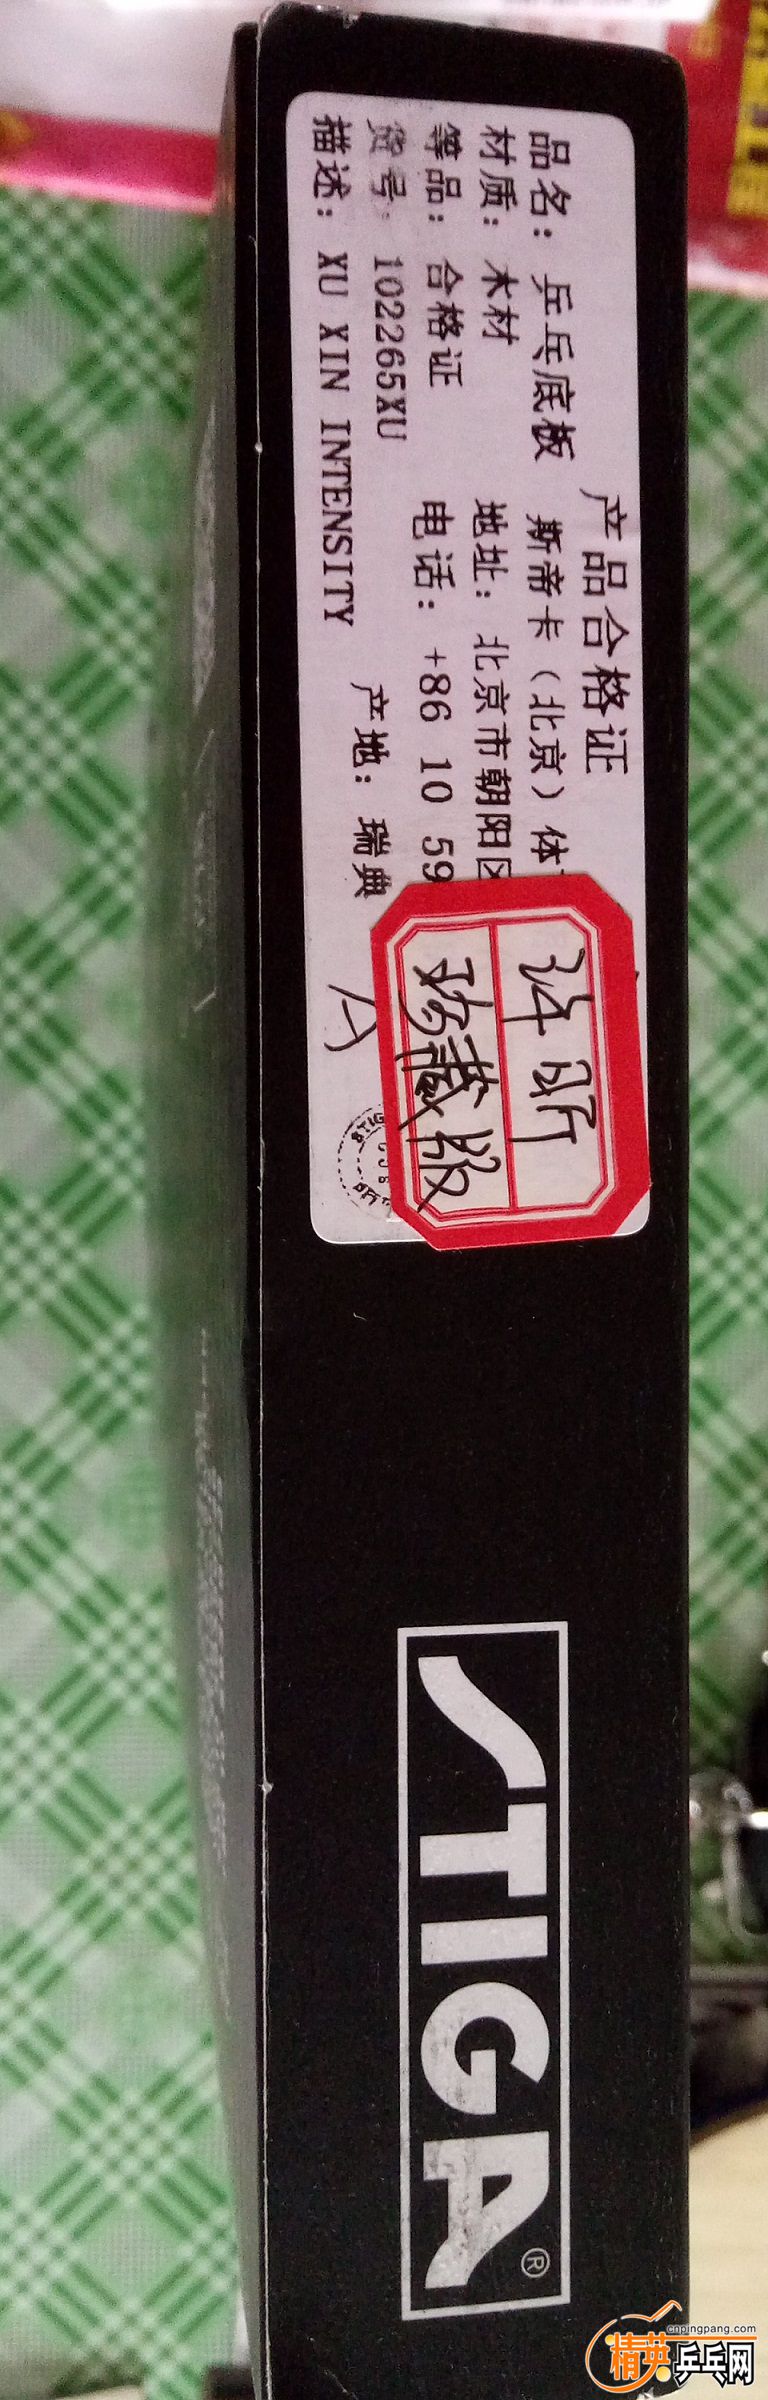 产品合格证
品名: 乒乓底板
斯帝卡（北京）体
材质: 木材
地址: 北京市朝阳区
等品: 合格证
电话: +86 10 59
货号: 102265XU
产地: 瑞典
描述: XU XIN INTENSITY
许昕
珍藏版
STIG
STIGA®
cnpingpang.com
精英乒乓网